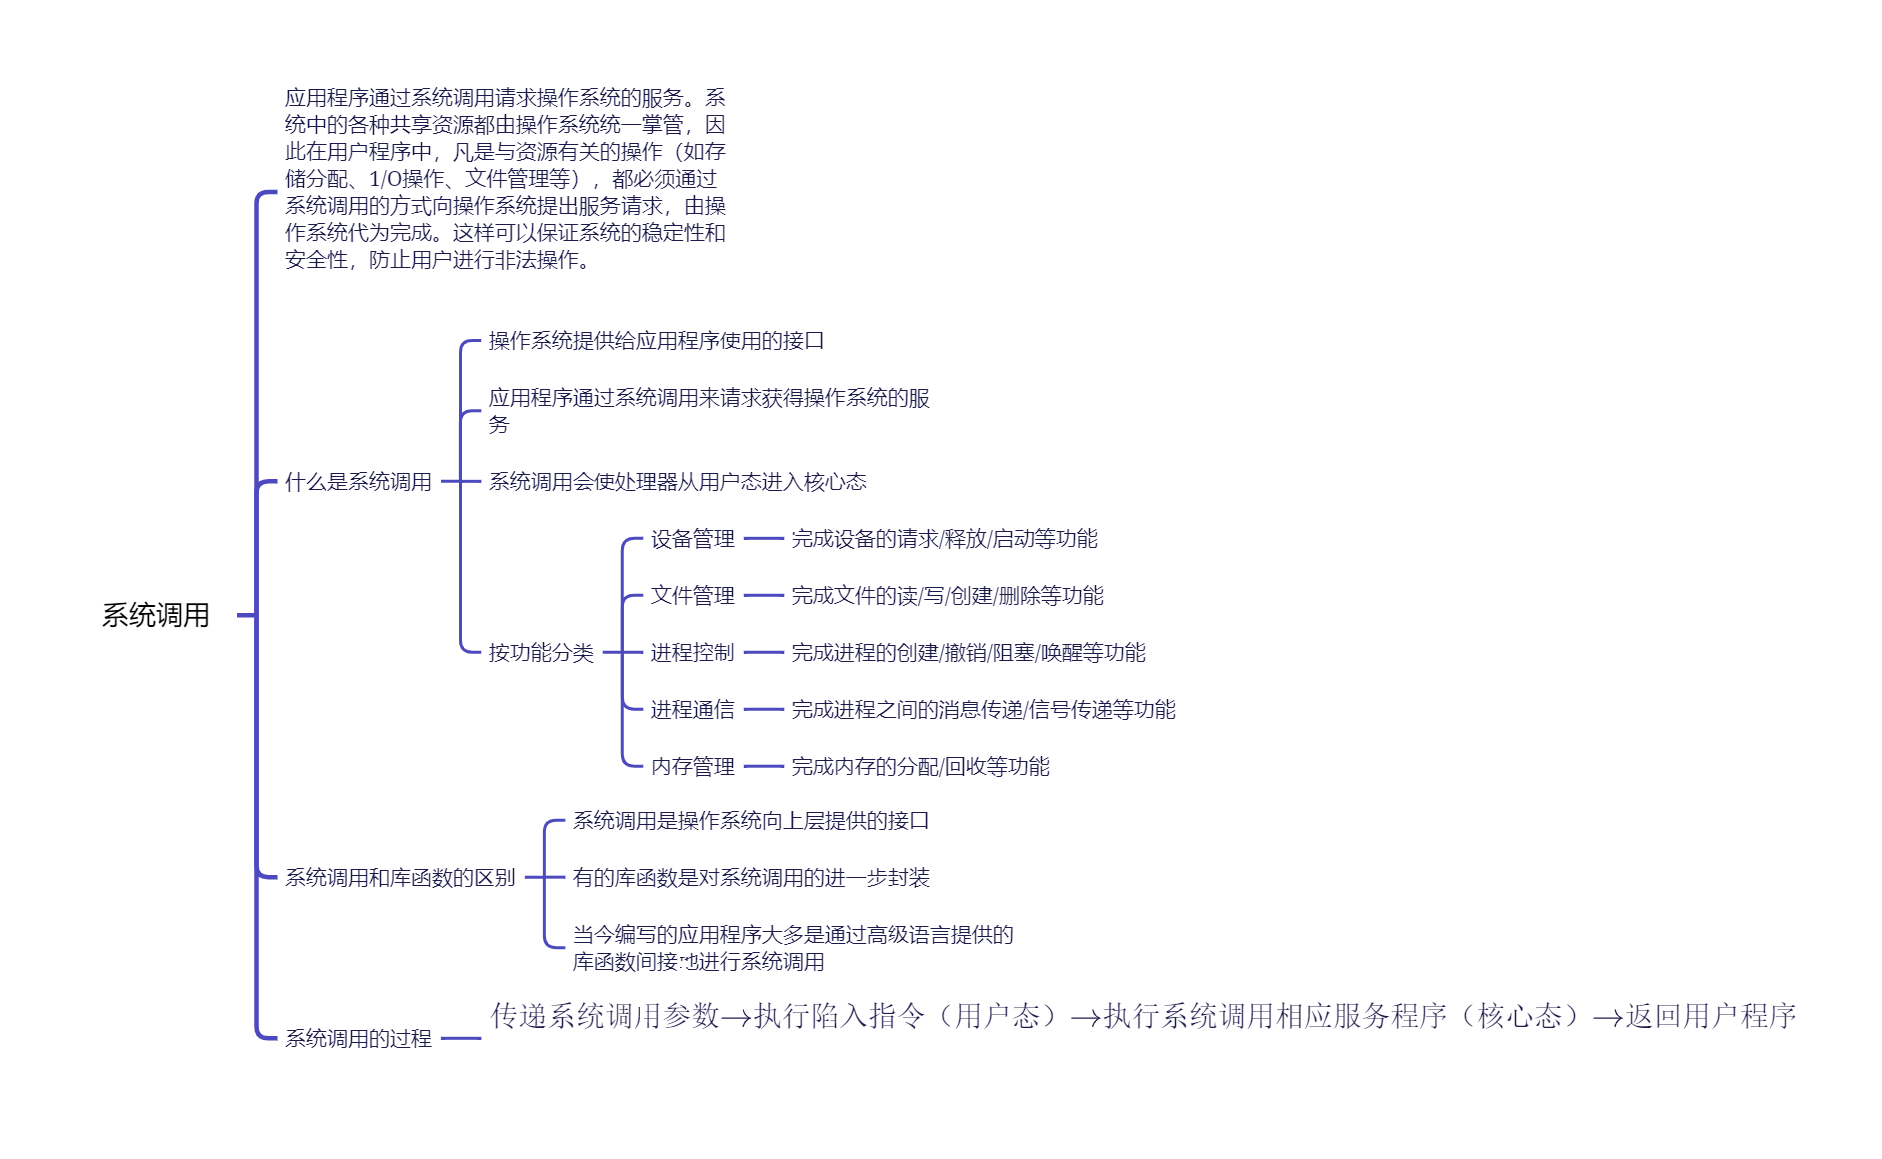 应用程序通过系统调用请求操作系统的服务。系
统中的各种共享资源都由操作系统统一掌管，因
此在用户程序中，凡是与资源有关的操作（如存
储分配、1/O操作、文件管理等），都必须通过
系统调用的方式向操作系统提出服务请求，由操
作系统代为完成。这样可以保证系统的稳定性和
安全性，防止用户进行非法操作。
操作系统提供给应用程序使用的接口
应用程序通过系统调用来请求获得操作系统的服
务
什么是系统调用
系统调用会使处理器从用户态进入核心态
设备管理
完成设备的请求/释放/启动等功能
文件管理
完成文件的读/写/创建/删除等功能
系统调用
按功能分类
进程控制
完成进程的创建/撤销/阻塞/唤醒等功能
进程通信
完成进程之间的消息传递/信号传递等功能
内存管理
完成内存的分配/回收等功能
系统调用是操作系统向上层提供的接口
系统调用和库函数的区别
有的库函数是对系统调用的进一步封装
当今编写的应用程序大多是通过高级语言提供的
库函数间接地进行系统调用
系统调用的过程
传递系统调用参数→执行陷入指令（用户态）→执行系统调用相应服务程序（核心态）→返回用户程序